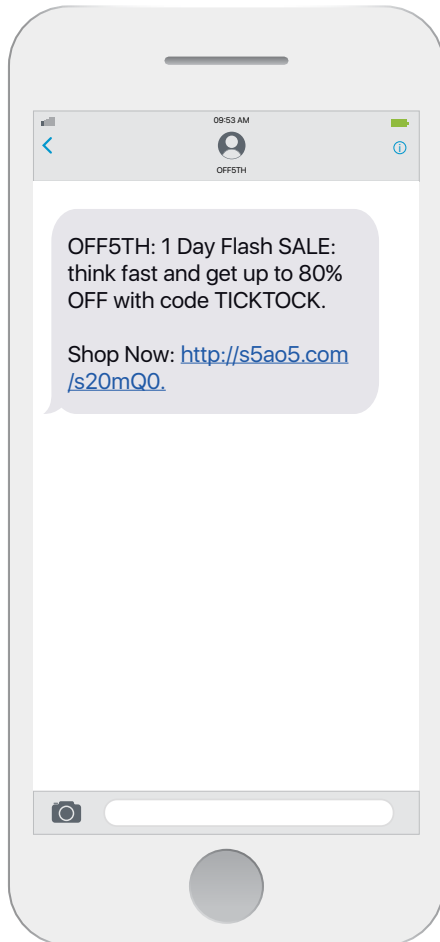 09:53 AM
OFF5TH
OFF5TH: 1 Day Flash SALE:
think fast and get up to 80%
OFF with code TICKTOCK.
Shop Now: http://s5ao5.com
/s20mQ0.